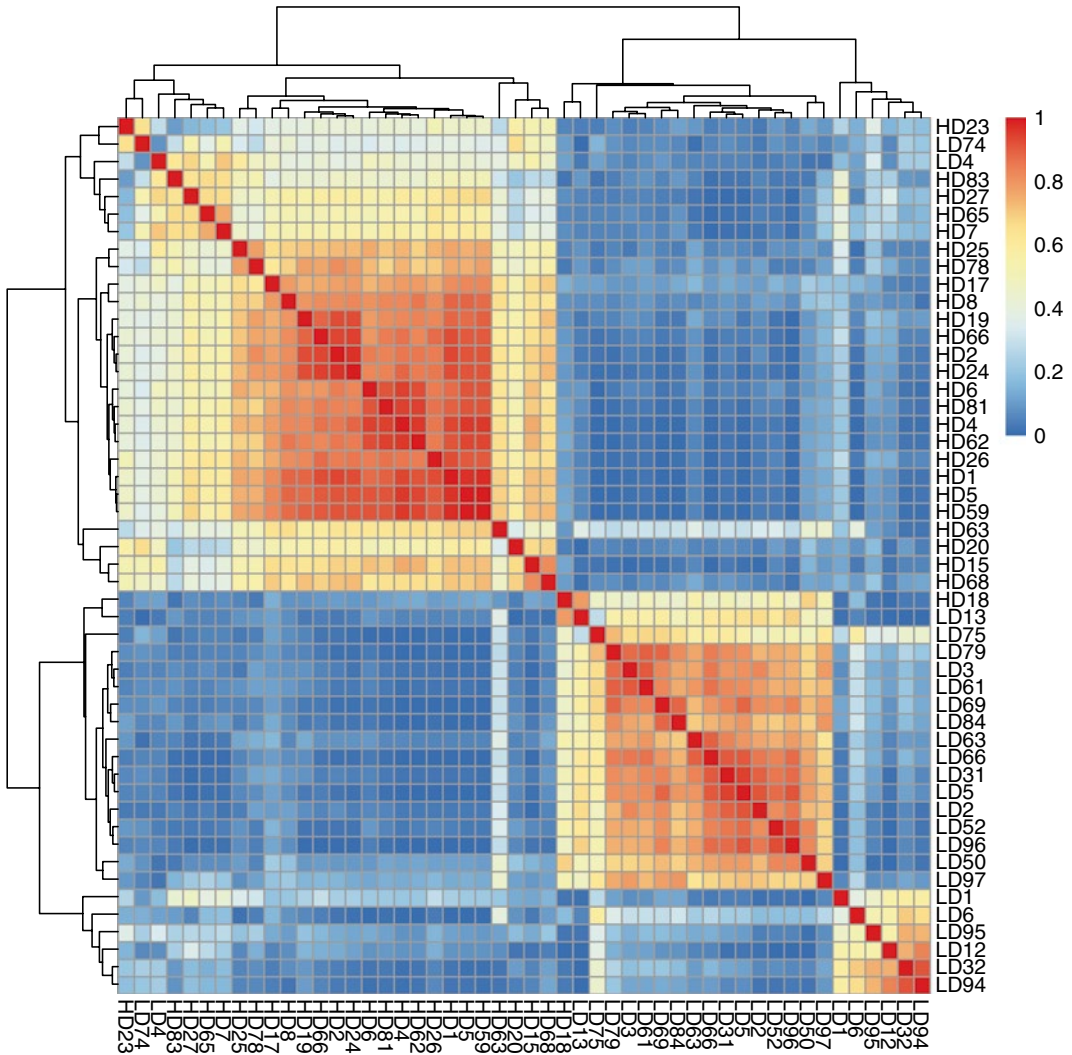 HD23
LD74
LD4
HD83
HD27
HD65
HD7
HD25
HD78
HD17
HD8
HD19
HD66
HD2
HD24
HD6
HD81
HD4
HD62
HD26
HD1
HD5
HD59
HD63
HD20
HD15
HD68
HD18
LD13
LD75
LD79
LD3
LD61
LD69
LD84
LD63
LD66
LD31
LD5
LD2
LD52
LD96
LD50
LD97
LD1
LD6
LD95
LD12
LD32
LD94
1
0.8
0.6
0.4
0.2
0
HD23
LD74
LD4
HD83
HD27
HD65
HD7
HD25
HD78
HD17
HD8
HD19
HD66
HD2
HD24
HD6
HD81
HD4
HD62
HD26
HD1
HD5
HD59
HD63
HD20
HD15
HD68
HD18
LD13
LD75
LD79
LD3
LD61
LD69
LD84
LD63
LD66
LD31
LD5
LD2
LD52
LD96
LD50
LD97
LD1
LD6
LD95
LD12
LD32
LD94